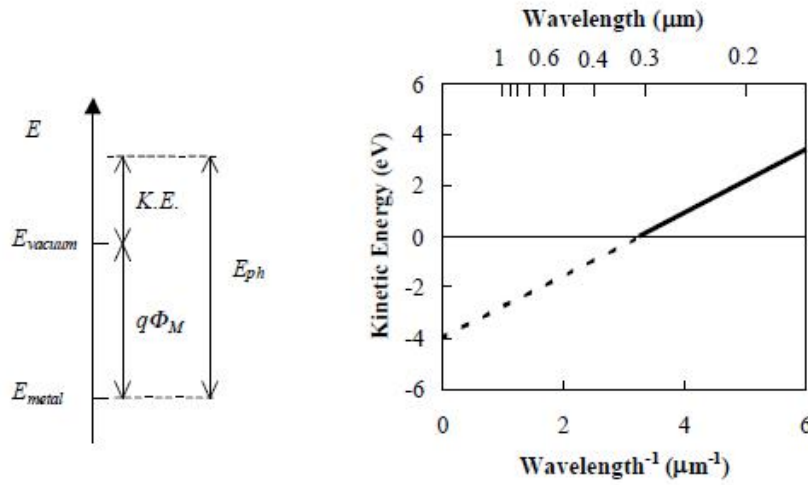 E
K.E.
E_vacuum
E_ph
qΦ_M
E_metal
Wavelength (μm)
1 0.6 0.4 0.3 0.2
Kinetic Energy (eV)
6
4
2
0
-2
-4
-6
0 2 4 6
Wavelength⁻¹ (μm⁻¹)